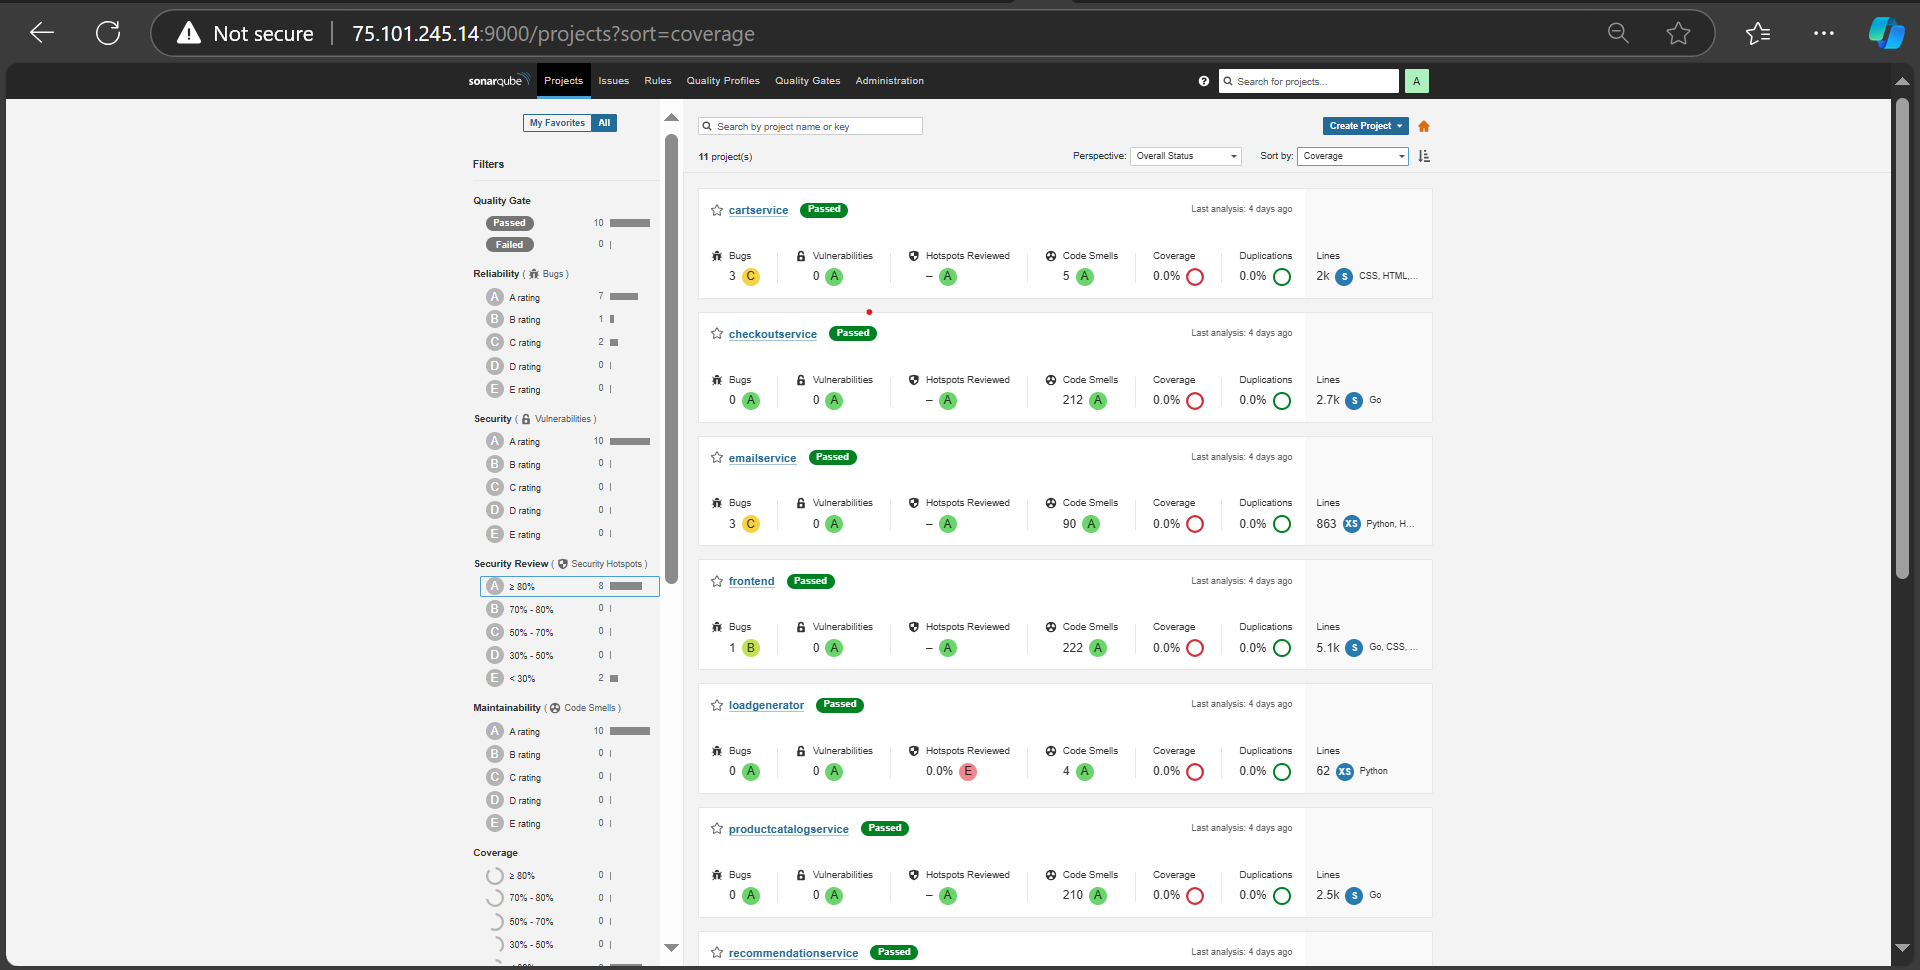 Not secure 75.101.245.14:9000/projects?sort=coverage
sonarqube Projects Issues Rules Quality Profiles Quality Gates Administration ? Search for projects... A
My Favorites All
Filters
Quality Gate
Passed 10
Failed 0
Reliability ( Bugs )
A A rating 7
B B rating 1
C C rating 2
D D rating 0
E E rating 0
Security ( Vulnerabilities )
A A rating 10
B B rating 0
C C rating 0
D D rating 0
E E rating 0
Security Review ( Security Hotspots )
A ≥ 80% 8
B 70% - 80% 0
C 50% - 70% 0
D 30% - 50% 0
E < 30% 2
Maintainability ( Code Smells )
A A rating 10
B B rating 0
C C rating 0
D D rating 0
E E rating 0
Coverage
≥ 80% 0
70% - 80% 0
50% - 70% 0
30% - 50% 0
Search by project name or key Create Project
11 project(s) Perspective: Overall Status Sort by: Coverage
cartservice Passed Last analysis: 4 days ago
Bugs Vulnerabilities Hotspots Reviewed Code Smells Coverage Duplications Lines
3 C 0 A – A 5 A 0.0% 0.0% 2k S CSS, HTML,...
checkoutservice Passed Last analysis: 4 days ago
Bugs Vulnerabilities Hotspots Reviewed Code Smells Coverage Duplications Lines
0 A 0 A – A 212 A 0.0% 0.0% 2.7k S Go
emailservice Passed Last analysis: 4 days ago
Bugs Vulnerabilities Hotspots Reviewed Code Smells Coverage Duplications Lines
3 C 0 A – A 90 A 0.0% 0.0% 863 XS Python, H...
frontend Passed Last analysis: 4 days ago
Bugs Vulnerabilities Hotspots Reviewed Code Smells Coverage Duplications Lines
1 B 0 A – A 222 A 0.0% 0.0% 5.1k S Go, CSS, ...
loadgenerator Passed Last analysis: 4 days ago
Bugs Vulnerabilities Hotspots Reviewed Code Smells Coverage Duplications Lines
0 A 0 A 0.0% E 4 A 0.0% 0.0% 62 XS Python
productcatalogservice Passed Last analysis: 4 days ago
Bugs Vulnerabilities Hotspots Reviewed Code Smells Coverage Duplications Lines
0 A 0 A – A 210 A 0.0% 0.0% 2.5k S Go
recommendationservice Passed Last analysis: 4 days ago